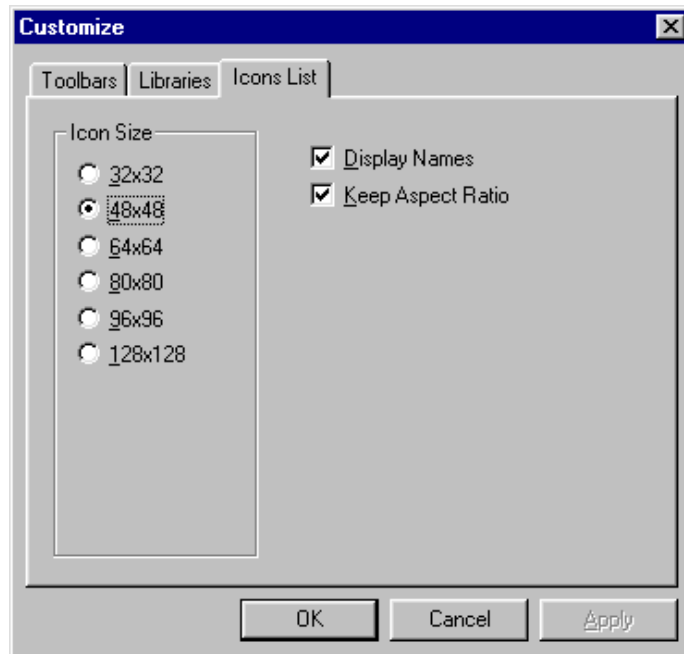 Customize
Toolbars Libraries Icons List
Icon Size
32x32
48x48
64x64
80x80
96x96
128x128
Display Names
Keep Aspect Ratio
OK Cancel Apply